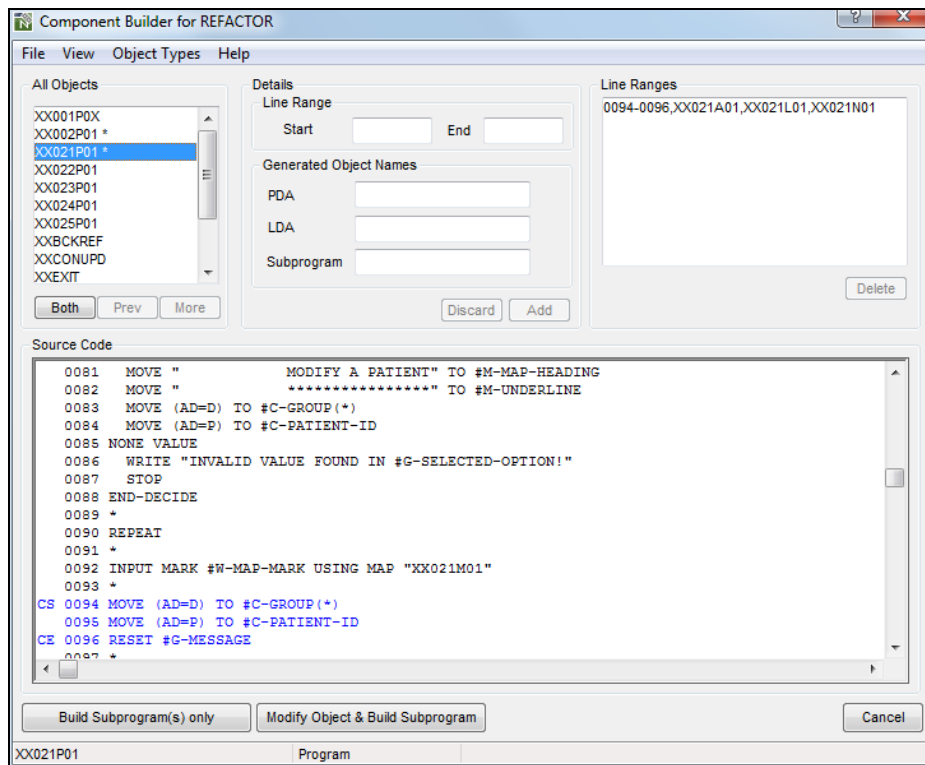 Component Builder for REFACTOR
? X
File View Object Types Help
All Objects
XX001P0X
XX002P01 *
XX021P01 *
XX022P01
XX023P01
XX024P01
XX025P01
XXBCKREF
XXCONUPD
XXEXIT
Both Prev More
Details
Line Range
Start End
Generated Object Names
PDA
LDA
Subprogram
Discard Add
Line Ranges
0094-0096,XX021A01,XX021L01,XX021N01
Delete
Source Code
0081 MOVE " MODIFY A PATIENT" TO #M-MAP-HEADING
0082 MOVE " ****************" TO #M-UNDERLINE
0083 MOVE (AD=D) TO #C-GROUP(*)
0084 MOVE (AD=P) TO #C-PATIENT-ID
0085 NONE VALUE
0086 WRITE "INVALID VALUE FOUND IN #G-SELECTED-OPTION!"
0087 STOP
0088 END-DECIDE
0089 *
0090 REPEAT
0091 *
0092 INPUT MARK #W-MAP-MARK USING MAP "XX021M01"
0093 *
CS 0094 MOVE (AD=D) TO #C-GROUP(*)
0095 MOVE (AD=P) TO #C-PATIENT-ID
CE 0096 RESET #G-MESSAGE
0097 *
Build Subprogram(s) only Modify Object & Build Subprogram Cancel
XX021P01 Program